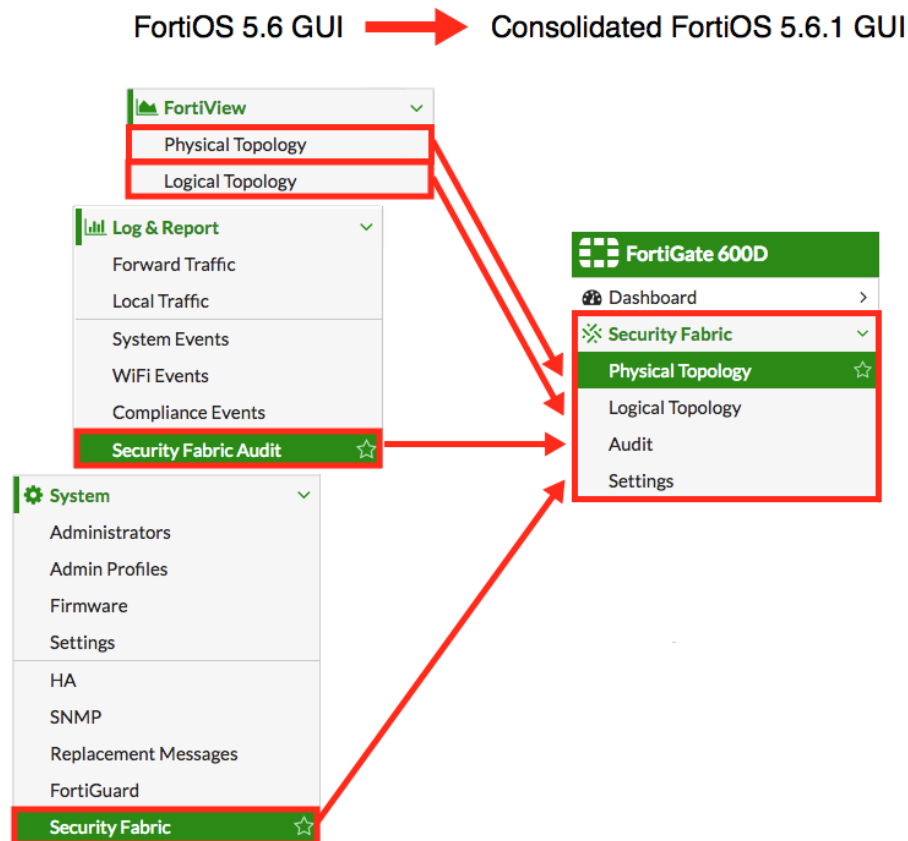 FortiOS 5.6 GUI Consolidated FortiOS 5.6.1 GUI
FortiView
Physical Topology
Logical Topology
Log & Report
Forward Traffic
Local Traffic
System Events
WiFi Events
Compliance Events
Security Fabric Audit
System
Administrators
Admin Profiles
Firmware
Settings
HA
SNMP
Replacement Messages
FortiGuard
Security Fabric
FortiGate 600D
Dashboard
Security Fabric
Physical Topology
Logical Topology
Audit
Settings